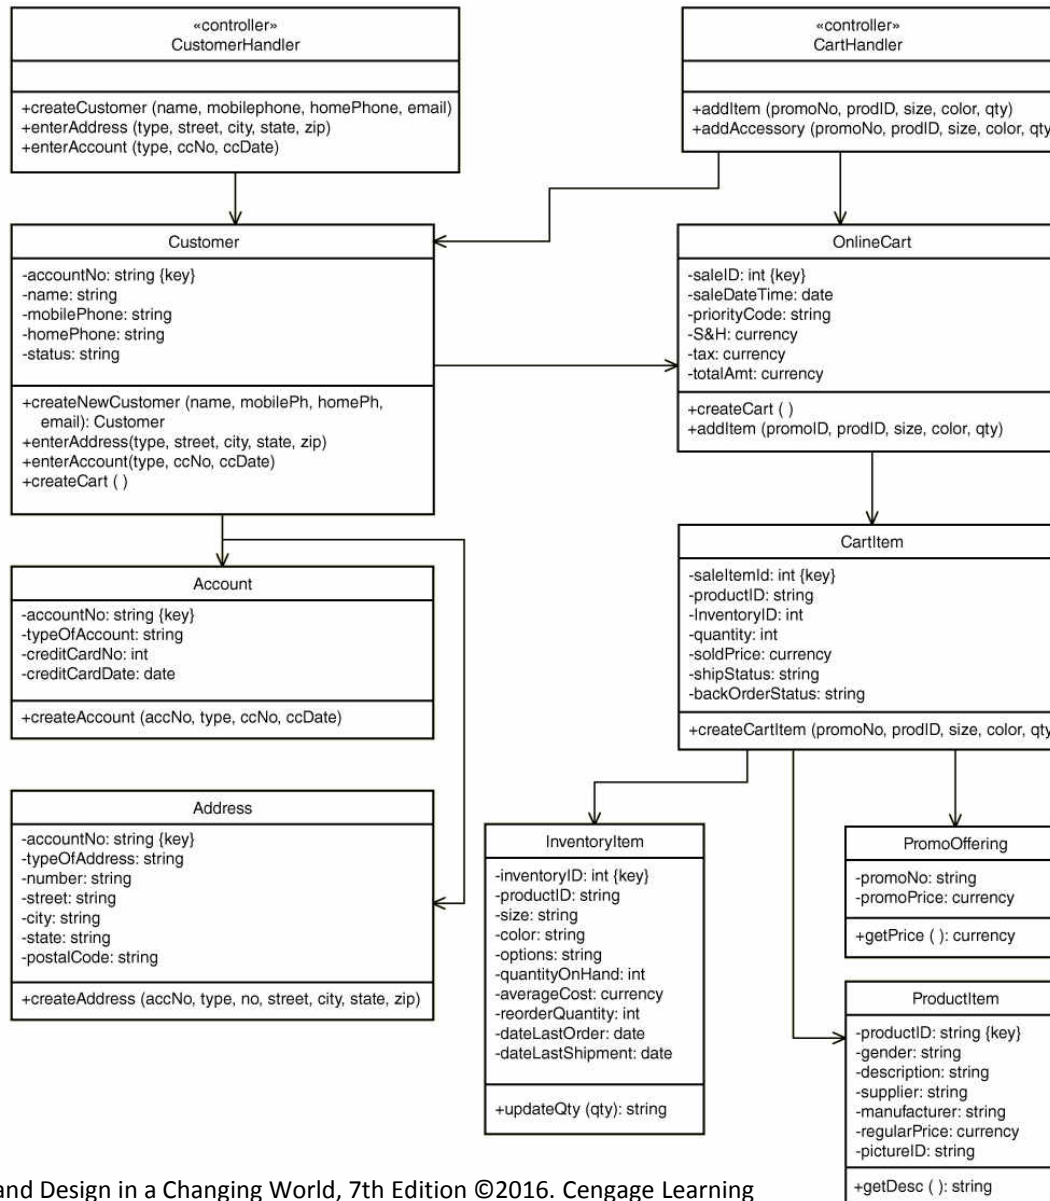 «controller»
CustomerHandler
+createCustomer (name, mobilephone, homePhone, email)
+enterAddress (type, street, city, state, zip)
+enterAccount (type, ccNo, ccDate)
«controller»
CartHandler
+addItem (promoNo, prodID, size, color, qty)
+addAccessory (promoNo, prodID, size, color, qty
Customer
-accountNo: string {key}
-name: string
-mobilePhone: string
-homePhone: string
-status: string
+createNewCustomer (name, mobilePh, homePh,
email): Customer
+enterAddress(type, street, city, state, zip)
+enterAccount(type, ccNo, ccDate)
+createCart ( )
OnlineCart
-saleID: int {key}
-saleDateTime: date
-priorityCode: string
-S&H: currency
-tax: currency
-totalAmt: currency
+createCart ( )
+addItem (promoID, prodID, size, color, qty)
Account
-accountNo: string {key}
-typeOfAccount: string
-creditCardNo: int
-creditCardDate: date
+createAccount (accNo, type, ccNo, ccDate)
CartItem
-saleItemId: int {key}
-productID: string
-InventoryID: int
-quantity: int
-soldPrice: currency
-shipStatus: string
-backOrderStatus: string
+createCartItem (promoNo, prodID, size, color, qty
Address
-accountNo: string {key}
-typeOfAddress: string
-number: string
-street: string
-city: string
-state: string
-postalCode: string
+createAddress (accNo, type, no, street, city, state, zip)
InventoryItem
-inventoryID: int {key}
-productID: string
-size: string
-color: string
-options: string
-quantityOnHand: int
-averageCost: currency
-reorderQuantity: int
-dateLastOrder: date
-dateLastShipment: date
+updateQty (qty): string
PromoOffering
-promoNo: string
-promoPrice: currency
+getPrice ( ): currency
ProductItem
-productID: string {key}
-gender: string
-description: string
-supplier: string
-manufacturer: string
-regularPrice: currency
-pictureID: string
+getDesc ( ): string
and Design in a Changing World, 7th Edition ©2016. Cengage Learning